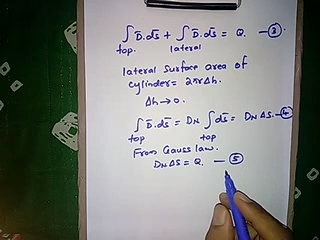 ∫ D̄.ds̄ + ∫ D̄.ds̄ = Q. — (3)
top. lateral
lateral Surface area of
cylinder = 2πrΔh.
Δh → 0.
∫ D̄.ds̄ = DN ∫ ds̄ = DN ΔS. — (4)
top top
From Gauss law.
DN ΔS = Q. — (5)